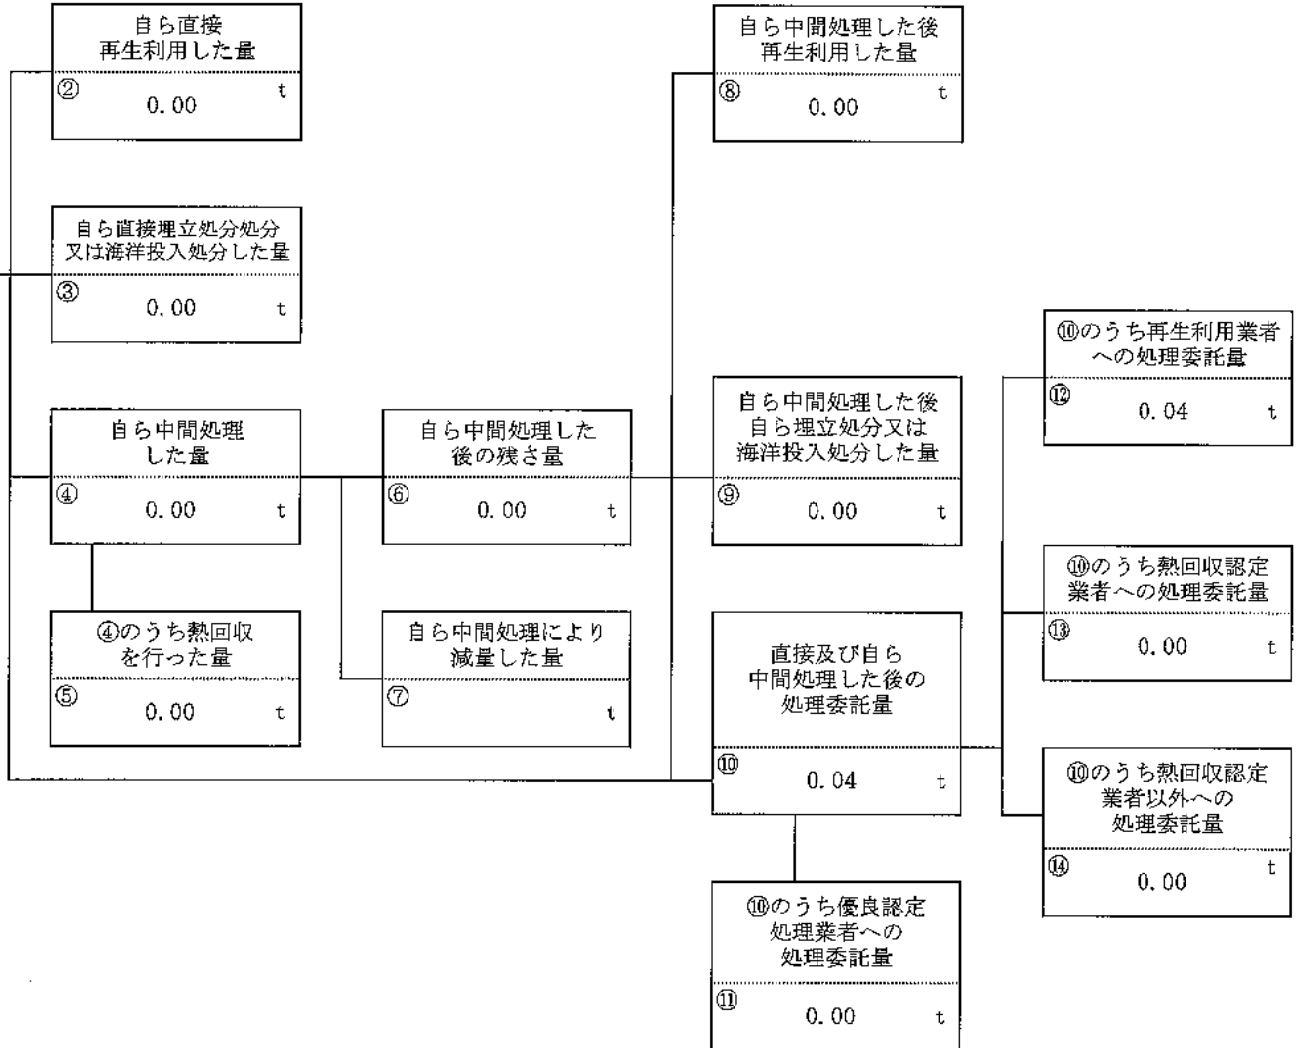 自ら直接
再生利用した量
②
0.00
t
自ら中間処理した後
再生利用した量
⑧
0.00
t
自ら直接埋立処分処分
又は海洋投入処分した量
③
0.00
t
⑩のうち再生利用業者
への処理委託量
⑫
0.04
t
自ら中間処理
した量
④
0.00
t
自ら中間処理した
後の残さ量
⑥
0.00
t
自ら中間処理した後
自ら埋立処分又は
海洋投入処分した量
⑨
0.00
t
⑩のうち熱回収認定
業者への処理委託量
⑬
0.00
t
④のうち熱回収
を行った量
⑤
0.00
t
自ら中間処理により
減量した量
⑦
t
直接及び自ら
中間処理した後の
処理委託量
⑩
0.04
t
⑩のうち熱回収認定
業者以外への
処理委託量
⑭
0.00
t
⑩のうち優良認定
処理業者への
処理委託量
⑪
0.00
t